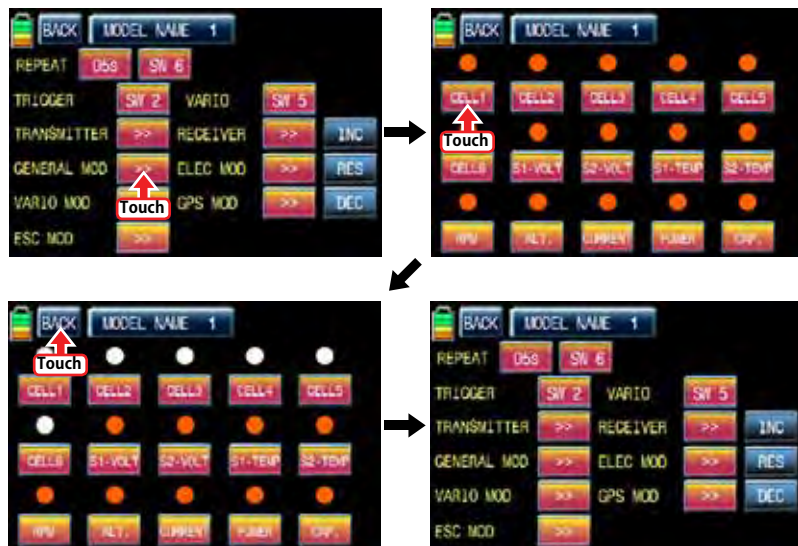 BACK MODEL NAME 1
REPEAT 05s SW 6
TRIGGER SW 2 VARIO SW 5
TRANSMITTER >> RECEIVER >> INC
GENERAL MOD >> ELEC MOD >> RES
VARIO MOD Touch GPS MOD >> DEC
ESC MOD >>
BACK MODEL NAME 1
CELL1 CELL2 CELL3 CELL4 CELL5
Touch
CELL6 S1-VOLT S2-VOLT S1-TEMP S2-TEMP
RPM ALT. CURRENT POWER CAP.
BACK MODEL NAME 1
Touch
CELL1 CELL2 CELL3 CELL4 CELL5
CELL6 S1-VOLT S2-VOLT S1-TEMP S2-TEMP
RPM ALT. CURRENT POWER CAP.
BACK MODEL NAME 1
REPEAT 05s SW 6
TRIGGER SW 2 VARIO SW 5
TRANSMITTER >> RECEIVER >> INC
GENERAL MOD >> ELEC MOD >> RES
VARIO MOD >> GPS MOD >> DEC
ESC MOD >>